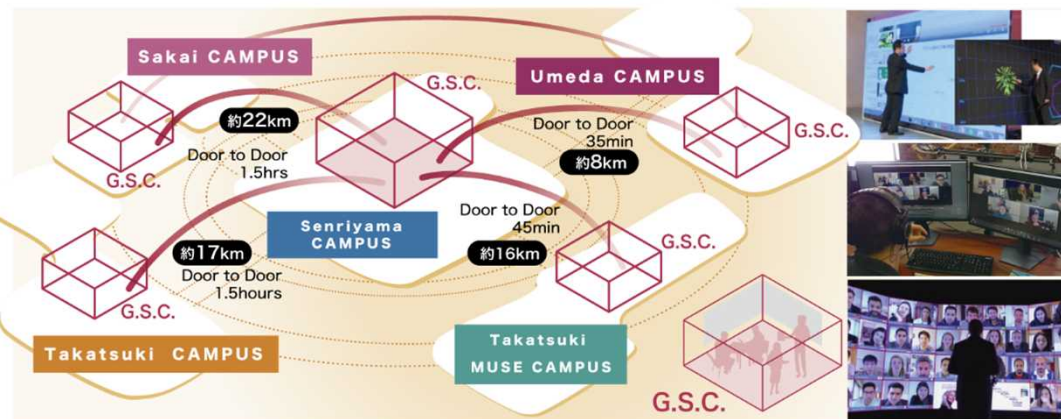 Sakai CAMPUS
G.S.C.
約22km
Door to Door
1.5hrs
G.S.C.
Umeda CAMPUS
Door to Door
35min
約8km
G.S.C.
Senriyama
CAMPUS
約17km
Door to Door
1.5hours
G.S.C.
Takatsuki CAMPUS
Door to Door
45min
約16km
G.S.C.
Takatsuki
MUSE CAMPUS
G.S.C.